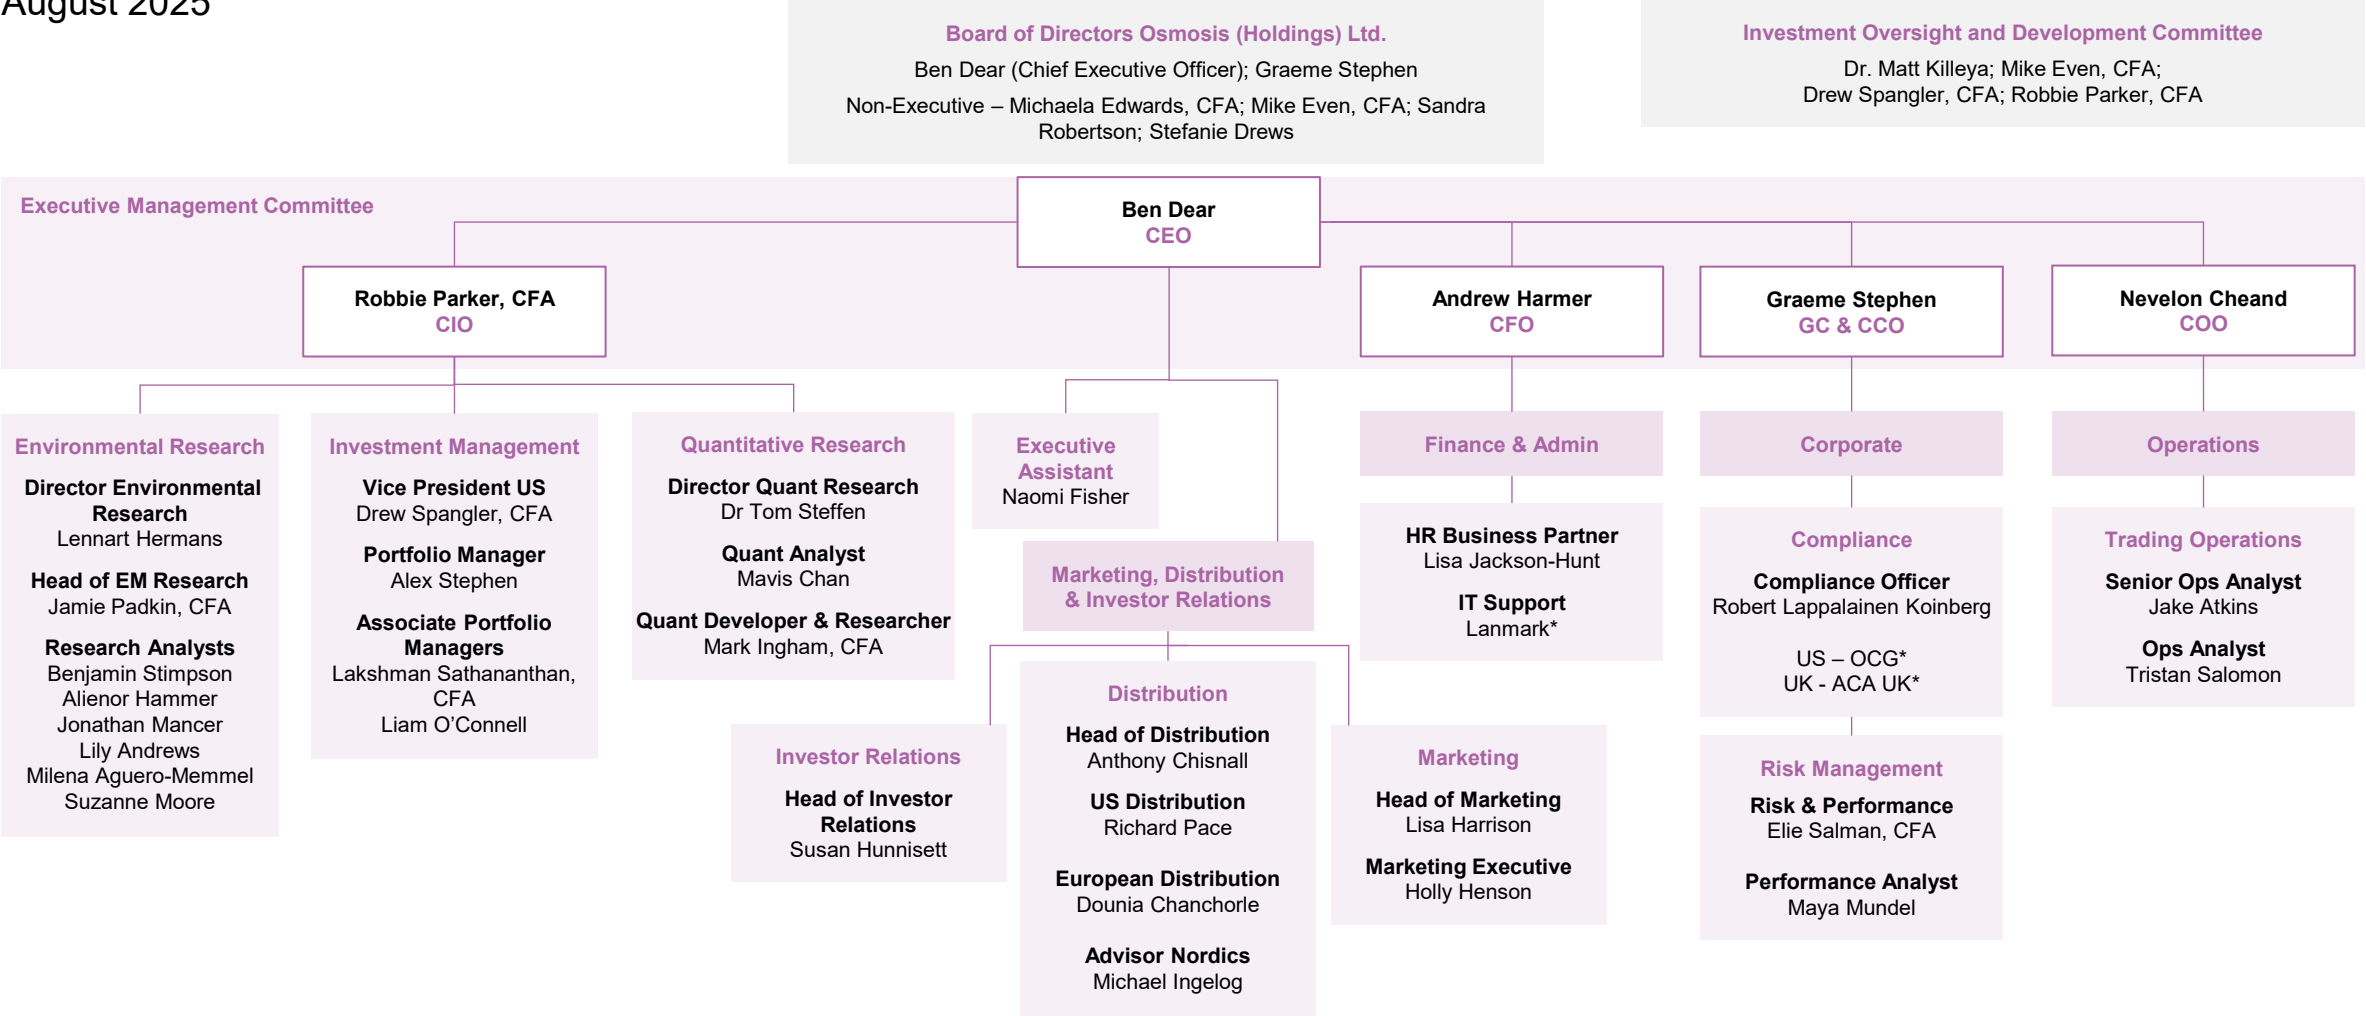 August 2025
Board of Directors Osmosis (Holdings) Ltd.
Ben Dear (Chief Executive Officer); Graeme Stephen
Non-Executive – Michaela Edwards, CFA; Mike Even, CFA; Sandra
Robertson; Stefanie Drews
Investment Oversight and Development Committee
Dr. Matt Killeya; Mike Even, CFA;
Drew Spangler, CFA; Robbie Parker, CFA
Executive Management Committee
Ben Dear
CEO
Robbie Parker, CFA
CIO
Andrew Harmer
CFO
Graeme Stephen
GC & CCO
Nevelon Cheand
COO
Environmental Research
Director Environmental
Research
Lennart Hermans
Head of EM Research
Jamie Padkin, CFA
Research Analysts
Benjamin Stimpson
Alienor Hammer
Jonathan Mancer
Lily Andrews
Milena Aguero-Memmel
Suzanne Moore
Investment Management
Vice President US
Drew Spangler, CFA
Portfolio Manager
Alex Stephen
Associate Portfolio
Managers
Lakshman Sathananthan,
CFA
Liam O’Connell
Quantitative Research
Director Quant Research
Dr Tom Steffen
Quant Analyst
Mavis Chan
Quant Developer & Researcher
Mark Ingham, CFA
Executive
Assistant
Naomi Fisher
Marketing, Distribution
& Investor Relations
Investor Relations
Head of Investor
Relations
Susan Hunnisett
Distribution
Head of Distribution
Anthony Chisnall
US Distribution
Richard Pace
European Distribution
Dounia Chanchorle
Advisor Nordics
Michael Ingelog
Marketing
Head of Marketing
Lisa Harrison
Marketing Executive
Holly Henson
Finance & Admin
HR Business Partner
Lisa Jackson-Hunt
IT Support
Lanmark*
Corporate
Compliance
Compliance Officer
Robert Lappalainen Koinberg
US – OCG*
UK - ACA UK*
Risk Management
Risk & Performance
Elie Salman, CFA
Performance Analyst
Maya Mundel
Operations
Trading Operations
Senior Ops Analyst
Jake Atkins
Ops Analyst
Tristan Salomon